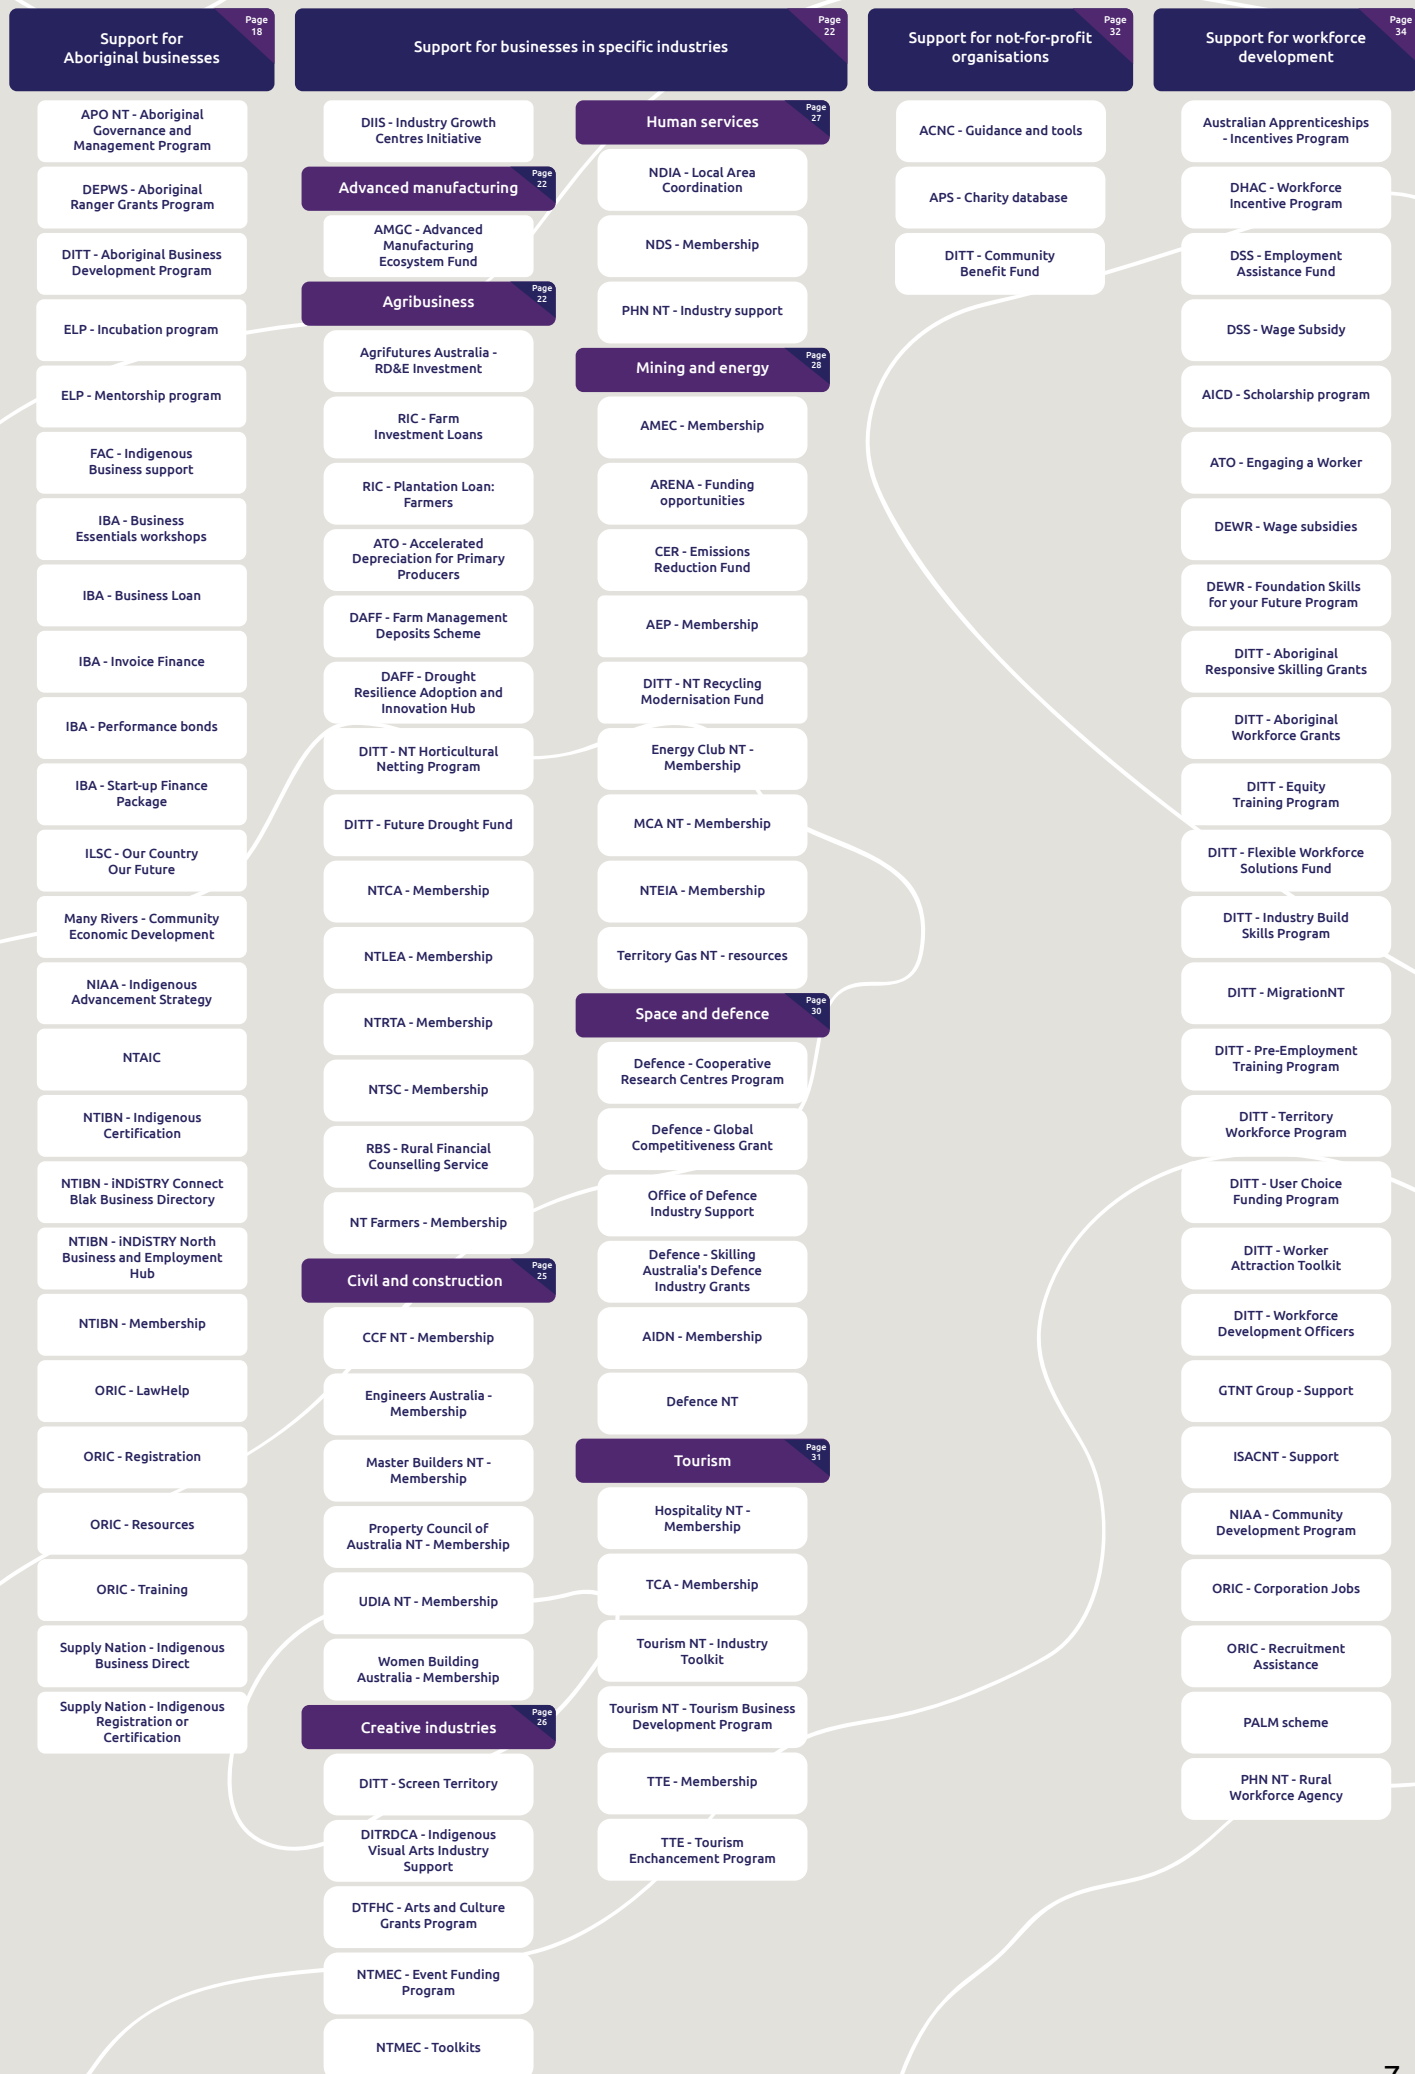 Support for
Aboriginal businesses
Page
18
APO NT - Aboriginal
Governance and
Management Program
DEPWS - Aboriginal
Ranger Grants Program
DITT - Aboriginal Business
Development Program
ELP - Incubation program
ELP - Mentorship program
FAC - Indigenous
Business support
IBA - Business
Essentials workshops
IBA - Business Loan
IBA - Invoice Finance
IBA - Performance bonds
IBA - Start-up Finance
Package
ILSC - Our Country
Our Future
Many Rivers - Community
Economic Development
NIAA - Indigenous
Advancement Strategy
NTAIC
NTIBN - Indigenous
Certification
NTIBN - iNDiSTRY Connect
Blak Business Directory
NTIBN - iNDiSTRY North
Business and Employment
Hub
NTIBN - Membership
ORIC - LawHelp
ORIC - Registration
ORIC - Resources
ORIC - Training
Supply Nation - Indigenous
Business Direct
Supply Nation - Indigenous
Registration or
Certification
Support for businesses in specific industries
Page
22
DIIS - Industry Growth
Centres Initiative
Advanced manufacturing
Page
22
AMGC - Advanced
Manufacturing
Ecosystem Fund
Agribusiness
Page
22
Agrifutures Australia -
RD&E Investment
RIC - Farm
Investment Loans
RIC - Plantation Loan:
Farmers
ATO - Accelerated
Depreciation for Primary
Producers
DAFF - Farm Management
Deposits Scheme
DAFF - Drought
Resilience Adoption and
Innovation Hub
DITT - NT Horticultural
Netting Program
DITT - Future Drought Fund
NTCA - Membership
NTLEA - Membership
NTRTA - Membership
NTSC - Membership
RBS - Rural Financial
Counselling Service
NT Farmers - Membership
Civil and construction
Page
25
CCF NT - Membership
Engineers Australia -
Membership
Master Builders NT -
Membership
Property Council of
Australia NT - Membership
UDIA NT - Membership
Women Building
Australia - Membership
Creative industries
Page
26
DITT - Screen Territory
DITRDCA - Indigenous
Visual Arts Industry
Support
DTFHC - Arts and Culture
Grants Program
NTMEC - Event Funding
Program
NTMEC - Toolkits
Human services
Page
27
NDIA - Local Area
Coordination
NDS - Membership
PHN NT - Industry support
Mining and energy
Page
28
AMEC - Membership
ARENA - Funding
opportunities
CER - Emissions
Reduction Fund
AEP - Membership
DITT - NT Recycling
Modernisation Fund
Energy Club NT -
Membership
MCA NT - Membership
NTEIA - Membership
Territory Gas NT - resources
Space and defence
Page
30
Defence - Cooperative
Research Centres Program
Defence - Global
Competitiveness Grant
Office of Defence
Industry Support
Defence - Skilling
Australia's Defence
Industry Grants
AIDN - Membership
Defence NT
Tourism
Page
31
Hospitality NT -
Membership
TCA - Membership
Tourism NT - Industry
Toolkit
Tourism NT - Tourism Business
Development Program
TTE - Membership
TTE - Tourism
Enchancement Program
Support for not-for-profit
organisations
Page
32
ACNC - Guidance and tools
APS - Charity database
DITT - Community
Benefit Fund
Support for workforce
development
Page
34
Australian Apprenticeships
- Incentives Program
DHAC - Workforce
Incentive Program
DSS - Employment
Assistance Fund
DSS - Wage Subsidy
AICD - Scholarship program
ATO - Engaging a Worker
DEWR - Wage subsidies
DEWR - Foundation Skills
for your Future Program
DITT - Aboriginal
Responsive Skilling Grants
DITT - Aboriginal
Workforce Grants
DITT - Equity
Training Program
DITT - Flexible Workforce
Solutions Fund
DITT - Industry Build
Skills Program
DITT - MigrationNT
DITT - Pre-Employment
Training Program
DITT - Territory
Workforce Program
DITT - User Choice
Funding Program
DITT - Worker
Attraction Toolkit
DITT - Workforce
Development Officers
GTNT Group - Support
ISACNT - Support
NIAA - Community
Development Program
ORIC - Corporation Jobs
ORIC - Recruitment
Assistance
PALM scheme
PHN NT - Rural
Workforce Agency